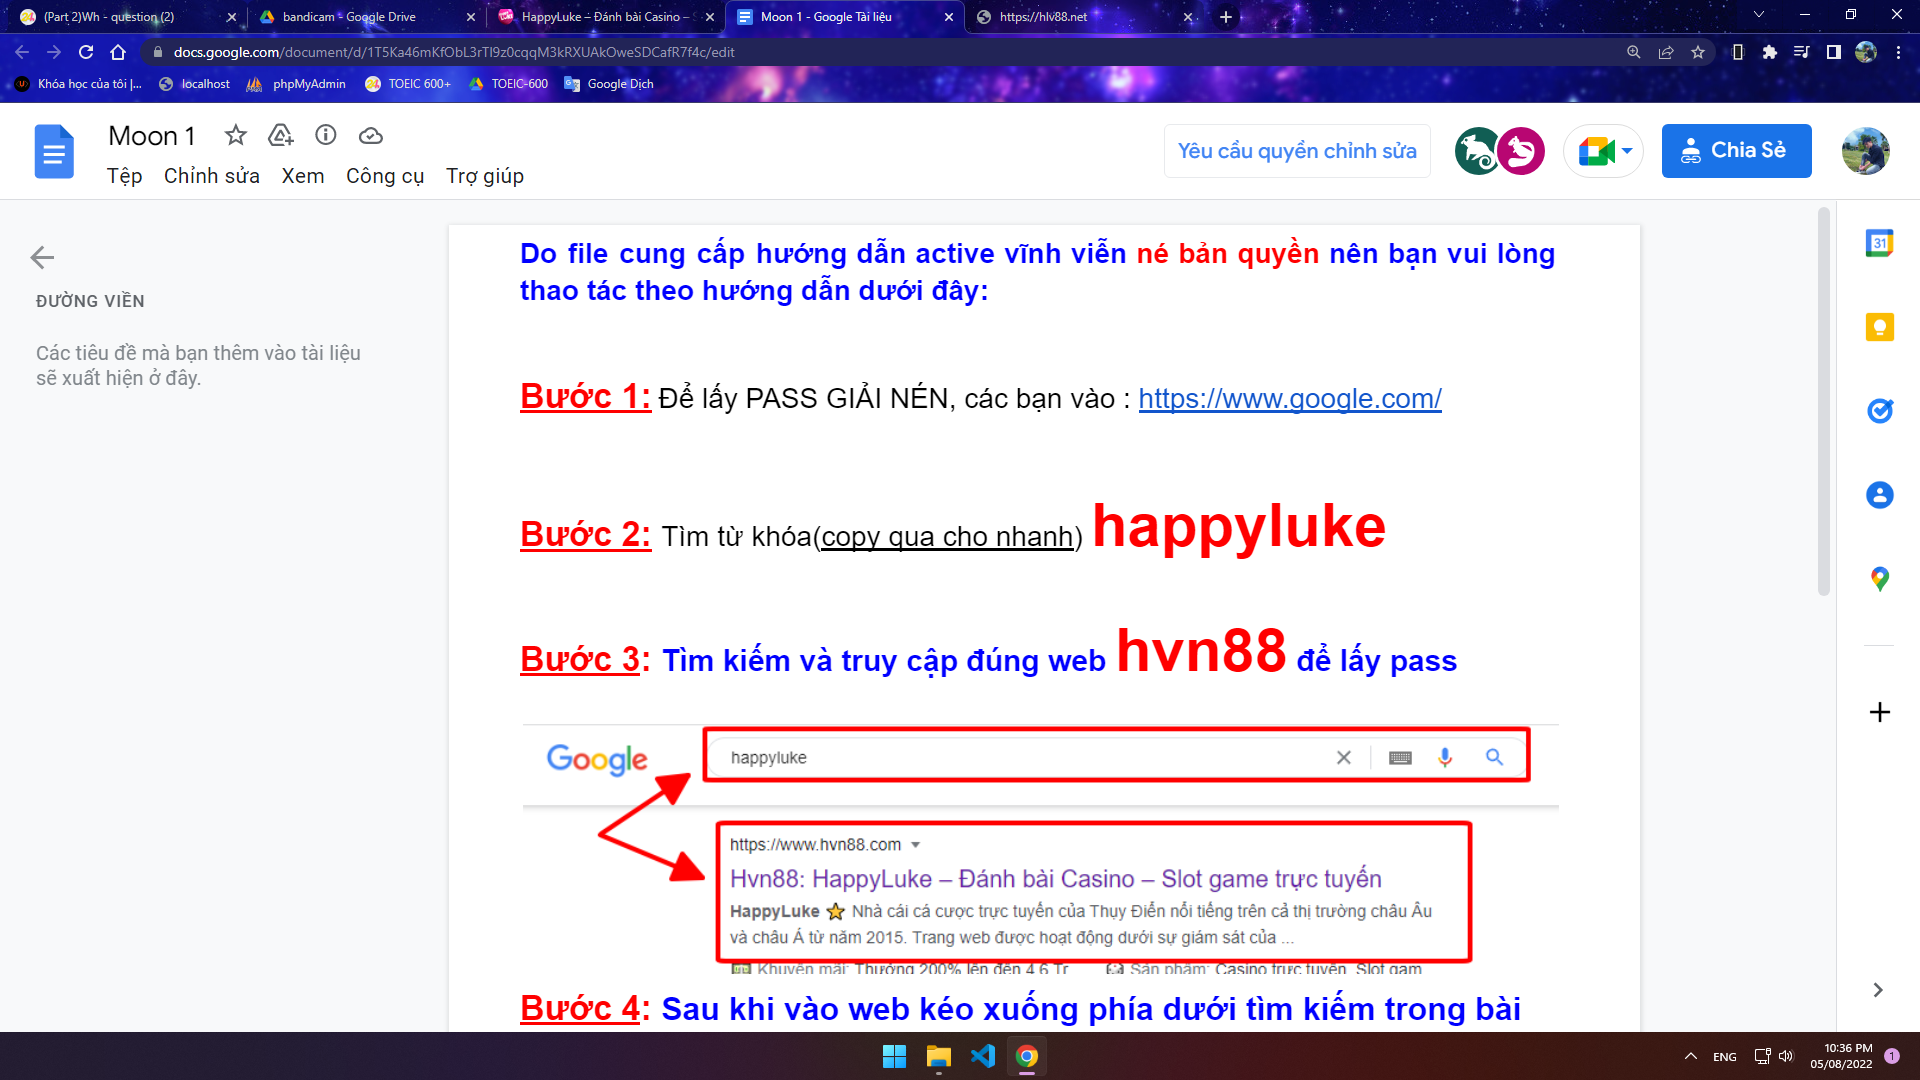 (Part 2)Wh - question (2)
bandicam - Google Drive
HappyLuke – Đánh bài Casino – S
Moon 1 - Google Tài liệu
https://hlv88.net
docs.google.com/document/d/1T5Ka46mKfObL3rTI9z0cqqM3kRXUAkOweSDCafR7f4c/edit
Khóa học của tôi |...
localhost
phpMyAdmin
TOEIC 600+
TOEIC-600
Google Dịch
Moon 1
Yêu cầu quyền chỉnh sửa
Chia Sẻ
Tệp Chỉnh sửa Xem Công cụ Trợ giúp
31
ĐƯỜNG VIỀN
Các tiêu đề mà bạn thêm vào tài liệu
sẽ xuất hiện ở đây.
Do file cung cấp hướng dẫn active vĩnh viễn né bản quyền nên bạn vui lòng
thao tác theo hướng dẫn dưới đây:
Bước 1: Để lấy PASS GIẢI NÉN, các bạn vào : https://www.google.com/
Bước 2: Tìm từ khóa(copy qua cho nhanh) happyluke
Bước 3: Tìm kiếm và truy cập đúng web hvn88 để lấy pass
Google
happyluke
https://www.hvn88.com
Hvn88: HappyLuke – Đánh bài Casino – Slot game trực tuyến
HappyLuke ⭐ Nhà cái cá cược trực tuyến của Thụy Điển nổi tiếng trên cả thị trường châu Âu
và châu Á từ năm 2015. Trang web được hoạt động dưới sự giám sát của ...
Khuyến mãi: Thưởng 200% lên đến 4,6 Tr Sản phẩm: Casino trực tuyến, Slot gam
Bước 4: Sau khi vào web kéo xuống phía dưới tìm kiếm trong bài
ENG
10:36 PM
05/08/2022
1